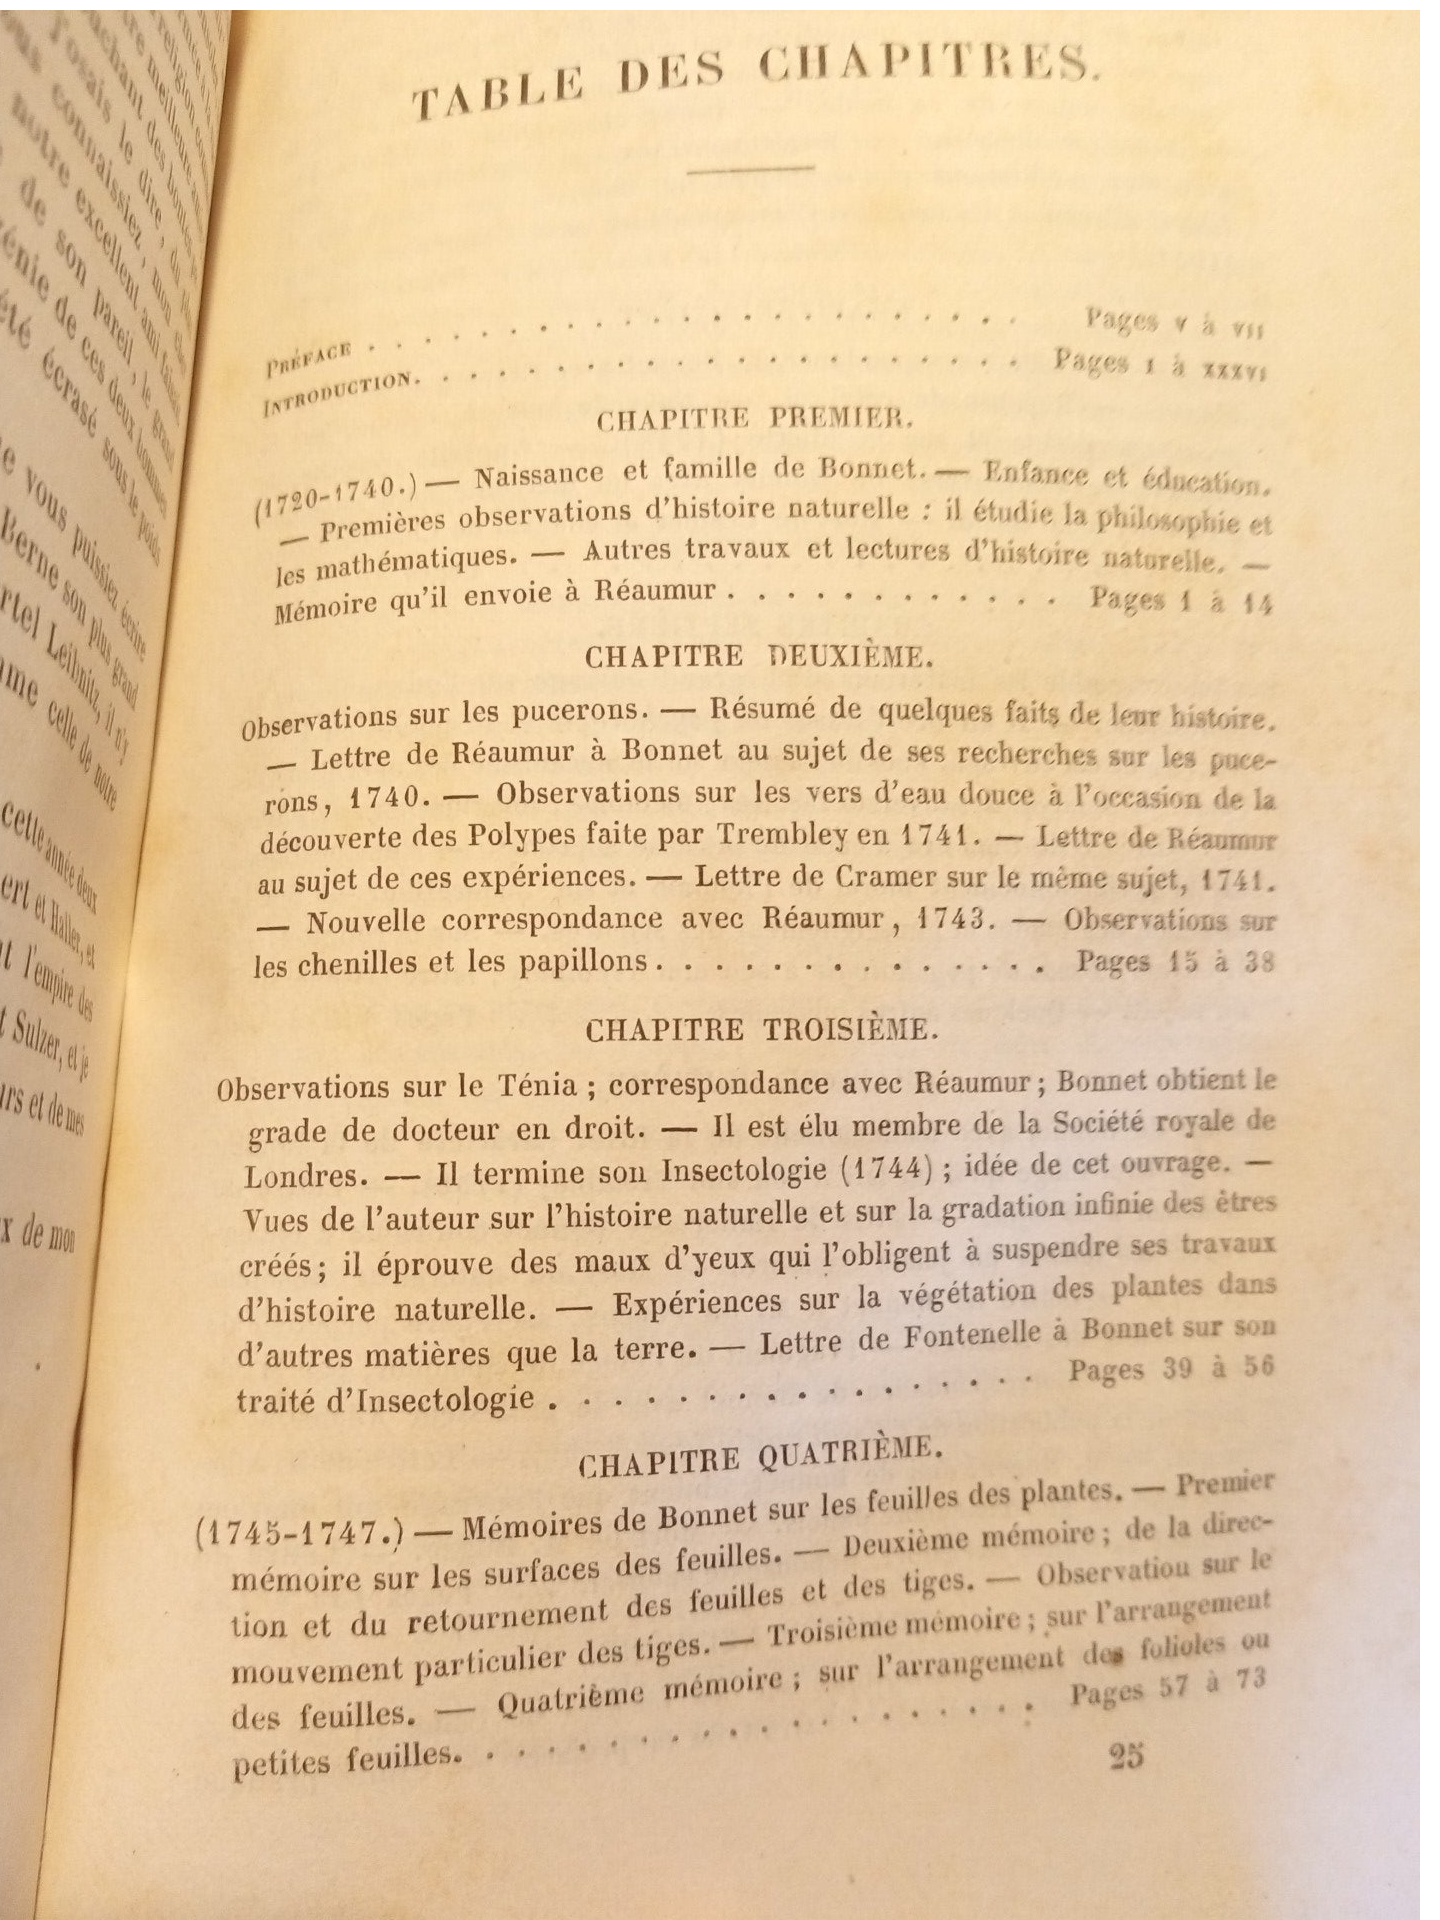 TABLE DES CHAPITRES.
PRÉFACE . . . . . . . . . . . . . . . . . . . . Pages V à VII
INTRODUCTION. . . . . . . . . . . . . . . . . . Pages I à XXXVI
CHAPITRE PREMIER.
(1720-1740.) — Naissance et famille de Bonnet. — Enfance et éducation.
— Premières observations d'histoire naturelle : il étudie la philosophie et
les mathématiques. — Autres travaux et lectures d'histoire naturelle. —
Mémoire qu'il envoie à Réaumur . . . . . . . . . . . . Pages 1 à 14
CHAPITRE DEUXIÈME.
Observations sur les pucerons. — Résumé de quelques faits de leur histoire.
— Lettre de Réaumur à Bonnet au sujet de ses recherches sur les puce-
rons, 1740. — Observations sur les vers d'eau douce à l'occasion de la
découverte des Polypes faite par Trembley en 1741. — Lettre de Réaumur
au sujet de ces expériences. — Lettre de Cramer sur le même sujet, 1741.
— Nouvelle correspondance avec Réaumur, 1743. — Observations sur
les chenilles et les papillons. . . . . . . . . . . . . . Pages 15 à 38
CHAPITRE TROISIÈME.
Observations sur le Ténia ; correspondance avec Réaumur ; Bonnet obtient le
grade de docteur en droit. — Il est élu membre de la Société royale de
Londres. — Il termine son Insectologie (1744) ; idée de cet ouvrage. —
Vues de l'auteur sur l'histoire naturelle et sur la gradation infinie des êtres
créés ; il éprouve des maux d'yeux qui l'obligent à suspendre ses travaux
d'histoire naturelle. — Expériences sur la végétation des plantes dans
d'autres matières que la terre. — Lettre de Fontenelle à Bonnet sur son
traité d'Insectologie . . . . . . . . . . . . . . . . . Pages 39 à 56
CHAPITRE QUATRIÈME.
(1745-1747.) — Mémoires de Bonnet sur les feuilles des plantes. — Premier
mémoire sur les surfaces des feuilles. — Deuxième mémoire ; de la direc-
tion et du retournement des feuilles et des tiges. — Observation sur le
mouvement particulier des tiges. — Troisième mémoire ; sur l'arrangement
des feuilles. — Quatrième mémoire ; sur l'arrangement des folioles ou
petites feuilles. . . . . . . . . . . . . . . . . . . . Pages 57 à 73
25